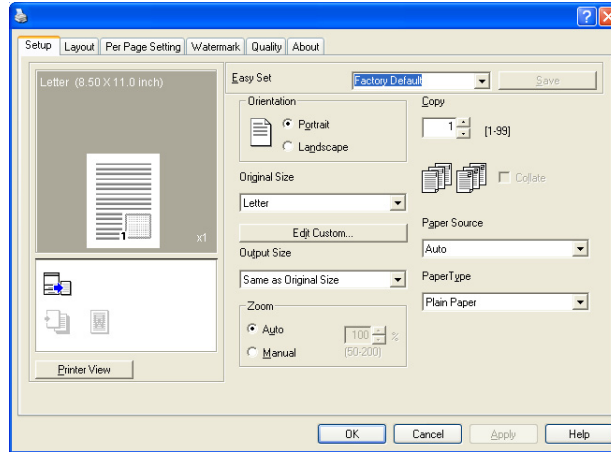 Setup Layout Per Page Setting Watermark Quality About
Letter (8.50 X 11.0 inch)
1
x1
Printer View
Easy Set Factory Default Save
Orientation
Portrait
Landscape
Original Size
Letter
Edit Custom...
Output Size
Same as Original Size
Zoom
Auto
Manual
100 %
(50-200)
Copy
1 [1-99]
Collate
Paper Source
Auto
PaperType
Plain Paper
OK Cancel Apply Help